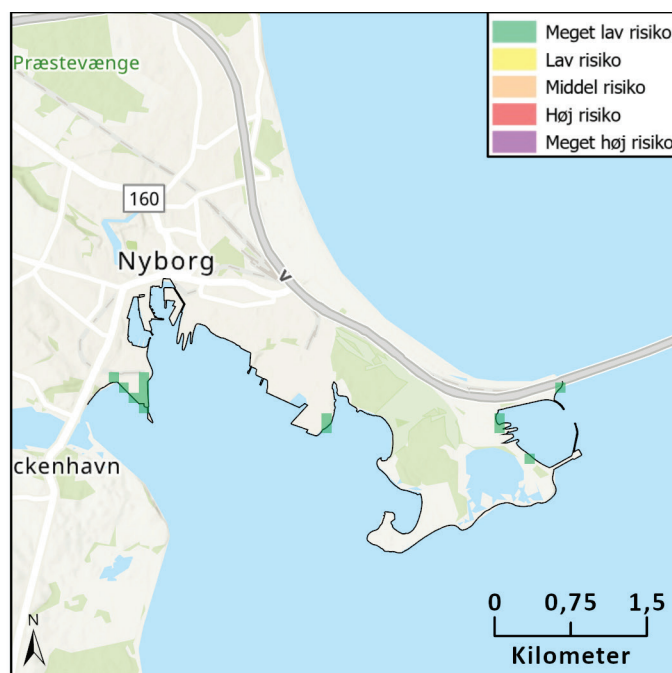 Meget lav risiko
Lav risiko
Middel risiko
Høj risiko
Meget høj risiko
Præstevænge
160
Nyborg
ckenhavn
N
0 0,75 1,5
Kilometer